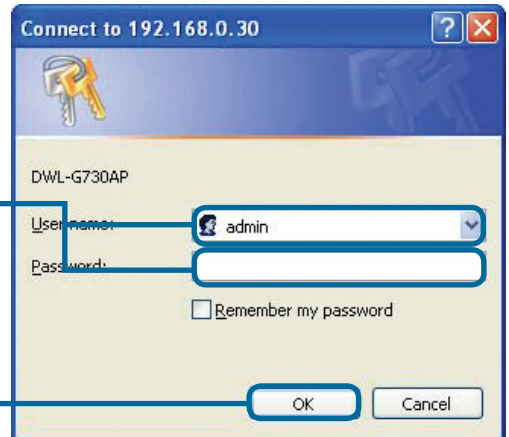 Connect to 192.168.0.30
DWL-G730AP
User name:
admin
Password:
Remember my password
OK
Cancel